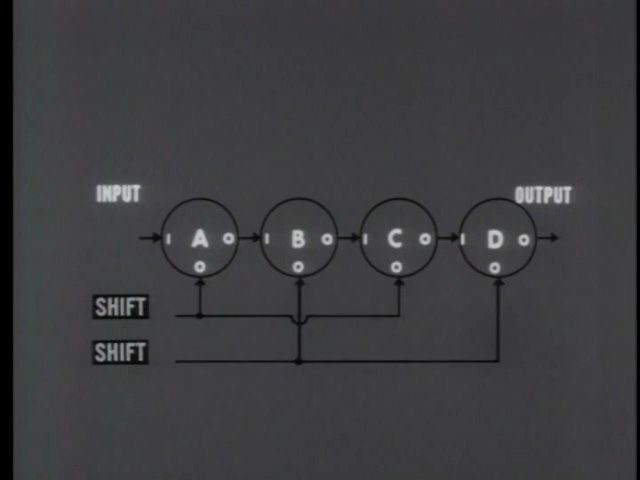 INPUT
OUTPUT
I A O I B O I C O I D O
O O O O
SHIFT
SHIFT